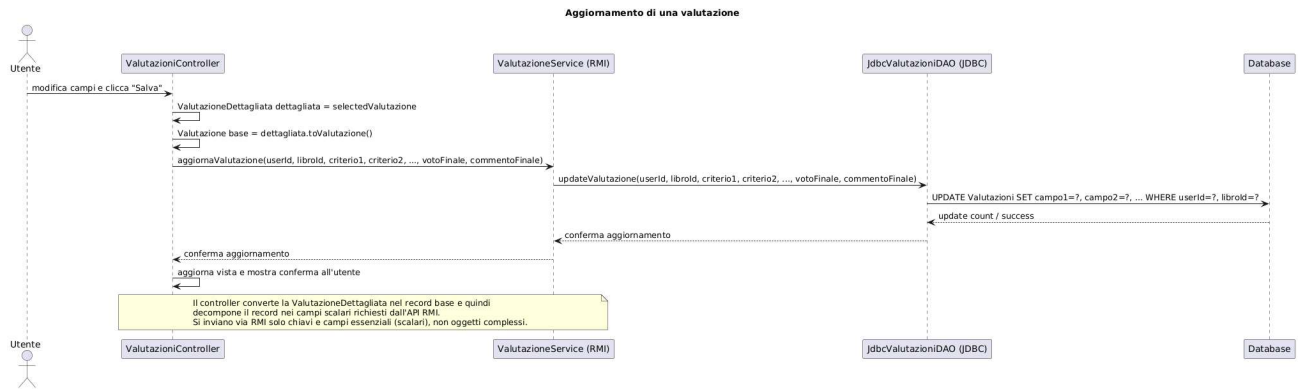 Aggiornamento di una valutazione
Utente
ValutazioniController
ValutazioneService (RMI)
JdbcValutazioniDAO (JDBC)
Database
modifica campi e clicca "Salva"
ValutazioneDettagliata dettagliata = selectedValutazione
Valutazione base = dettagliata.toValutazione()
aggiornaValutazione(userId, libroId, criterio1, criterio2, ..., votoFinale, commentoFinale)
updateValutazione(userId, libroId, criterio1, criterio2, ..., votoFinale, commentoFinale)
UPDATE Valutazioni SET campo1=?, campo2=?, ... WHERE userId=?, libroId=?
update count / success
conferma aggiornamento
conferma aggiornamento
aggiorna vista e mostra conferma all'utente
Il controller converte la ValutazioneDettagliata nel record base e quindi
decompone il record nei campi scalari richiesti dall'API RMI.
Si inviano via RMI solo chiavi e campi essenziali (scalari), non oggetti complessi.
Utente
ValutazioniController
ValutazioneService (RMI)
JdbcValutazioniDAO (JDBC)
Database